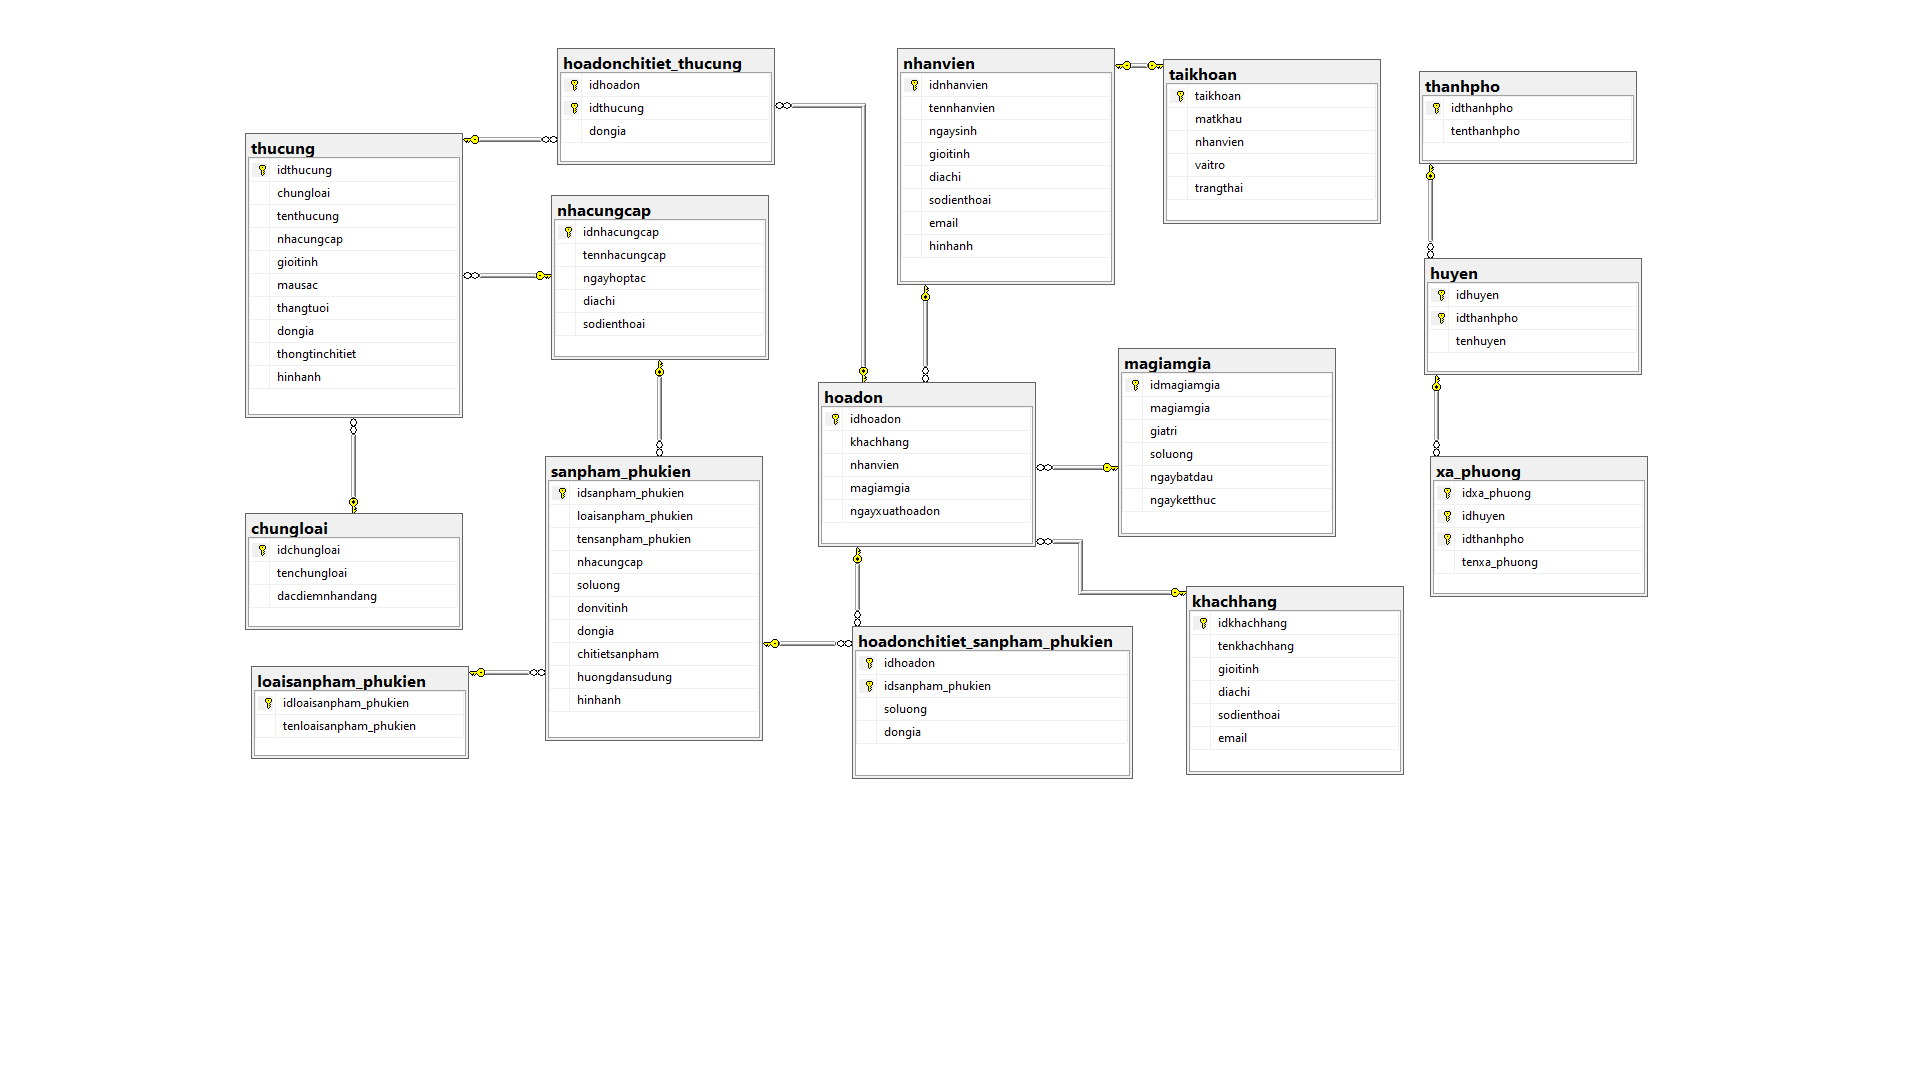 hoadonchitiet_thucung
idhoadon
idthucung
dongia
nhanvien
idnhanvien
tennhanvien
ngaysinh
gioitinh
diachi
sodienthoai
email
hinhanh
taikhoan
taikhoan
matkhau
nhanvien
vaitro
trangthai
thanhpho
idthanhpho
tenthanhpho
thucung
idthucung
chungloai
tenthucung
nhacungcap
gioitinh
mausac
thangtuoi
dongia
thongtinchitiet
hinhanh
nhacungcap
idnhacungcap
tennhacungcap
ngayhoptac
diachi
sodienthoai
huyen
idhuyen
idthanhpho
tenhuyen
magiamgia
idmagiamgia
magiamgia
giatri
soluong
ngaybatdau
ngayketthuc
hoadon
idhoadon
khachhang
nhanvien
magiamgia
ngayxuathoadon
sanpham_phukien
idsanpham_phukien
loaisanpham_phukien
tensanpham_phukien
nhacungcap
soluong
donvitinh
dongia
chitietsanpham
huongdansudung
hinhanh
xa_phuong
idxa_phuong
idhuyen
idthanhpho
tenxa_phuong
chungloai
idchungloai
tenchungloai
dacdiemnhandang
khachhang
idkhachhang
tenkhachhang
gioitinh
diachi
sodienthoai
email
hoadonchitiet_sanpham_phukien
idhoadon
idsanpham_phukien
soluong
dongia
loaisanpham_phukien
idloaisanpham_phukien
tenloaisanpham_phukien